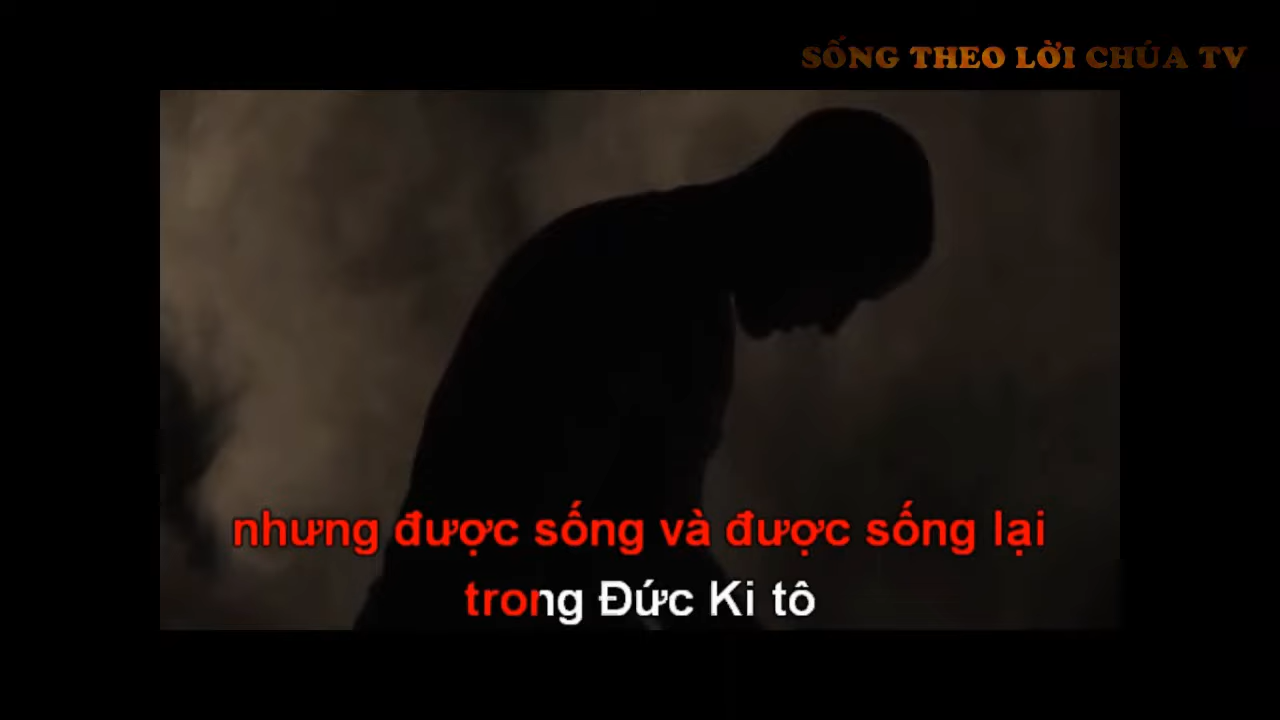 SỐNG THEO LỜI CHÚA TV
nhưng được sống và được sống lại
trong Đức Ki tô